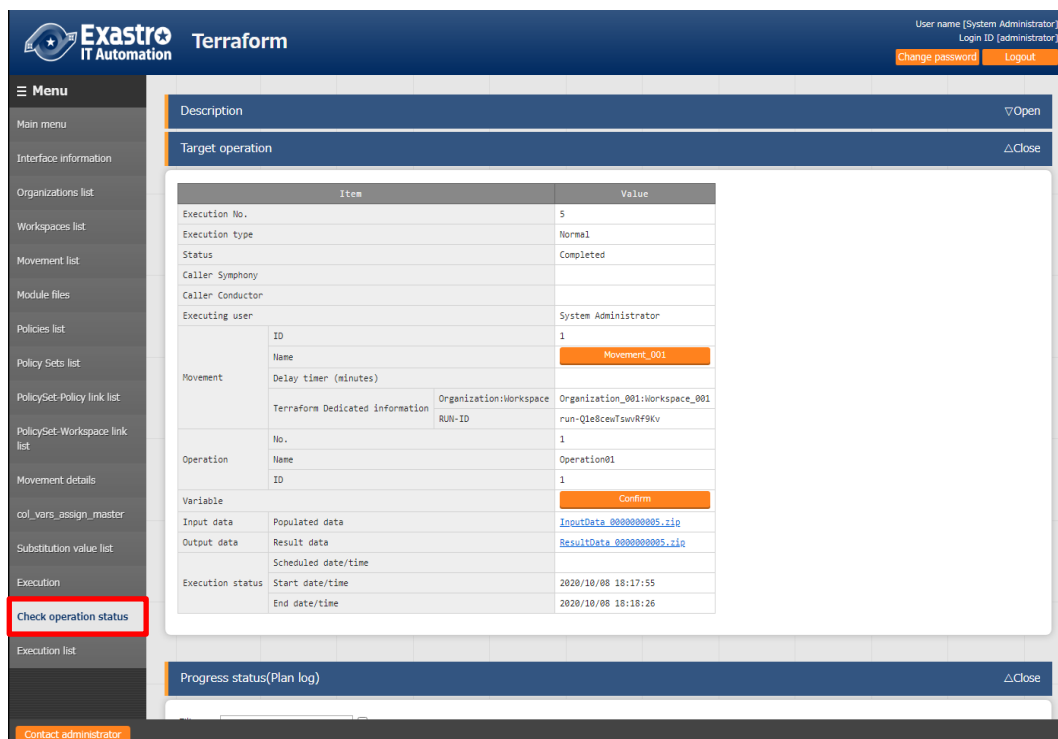 Exastro
IT Automation
Terraform
User name [System Administrator]
Login ID [administrator]
Change password
Logout
☰ Menu
Main menu
Interface information
Organizations list
Workspaces list
Movement list
Module files
Policies list
Policy Sets list
PolicySet-Policy link list
PolicySet-Workspace link
list
Movement details
col_vars_assign_master
Substitution value list
Execution
Check operation status
Execution list
Contact administrator
Description ▽Open
Target operation △Close
Item Value
Execution No. 5
Execution type Normal
Status Completed
Caller Symphony
Caller Conductor
Executing user System Administrator
Movement
ID 1
Name Movement_001
Delay timer (minutes)
Terraform Dedicated information
Organization:Workspace Organization_001:Workspace_001
RUN-ID run-Q1e8cewTswvRf9Kv
Operation
No. 1
Name Operation01
ID 1
Variable Confirm
Input data Populated data InputData_0000000005.zip
Output data Result data ResultData_0000000005.zip
Execution status
Scheduled date/time
Start date/time 2020/10/08 18:17:55
End date/time 2020/10/08 18:18:26
Progress status(Plan log) △Close